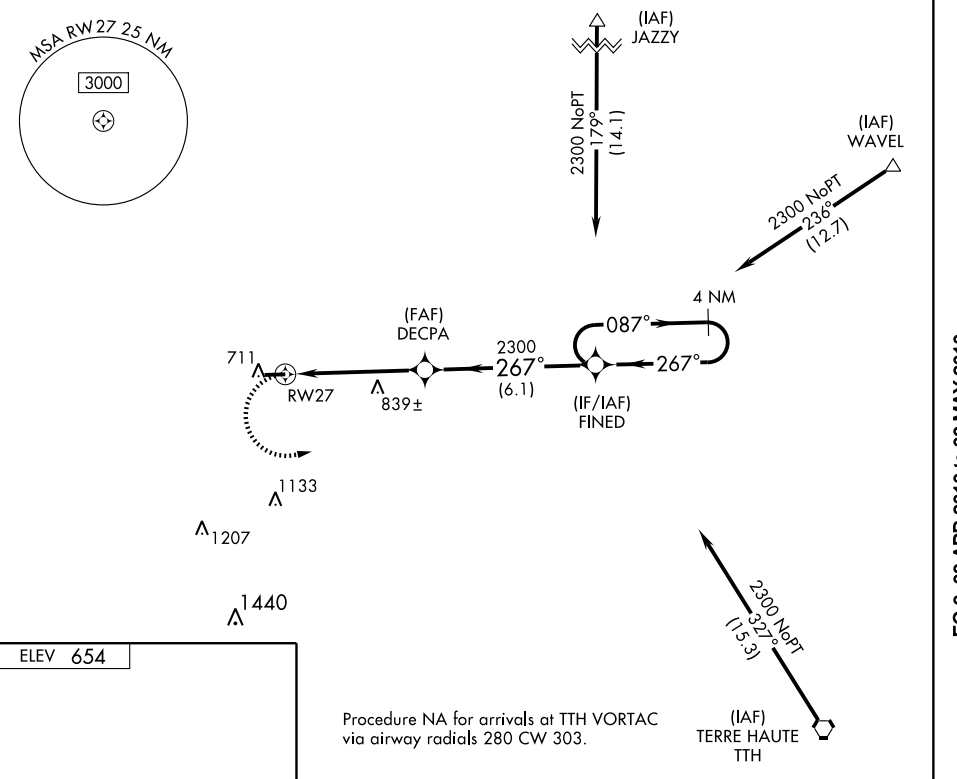 MSA RW27 25 NM
3000
(IAF)
JAZZY
2300 NoPT
179°
(14.1)
(IAF)
WAVEL
2300 NoPT
236°
(12.7)
4 NM
087°
267°
(FAF)
DECPA
2300
267°
(6.1)
(IF/IAF)
FINED
711
RW27
839±
1133
1207
1440
2300 NoPT
327°
(15.3)
(IAF)
TERRE HAUTE
TTH
ELEV 654
Procedure NA for arrivals at TTH VORTAC
via airway radials 280 CW 303.